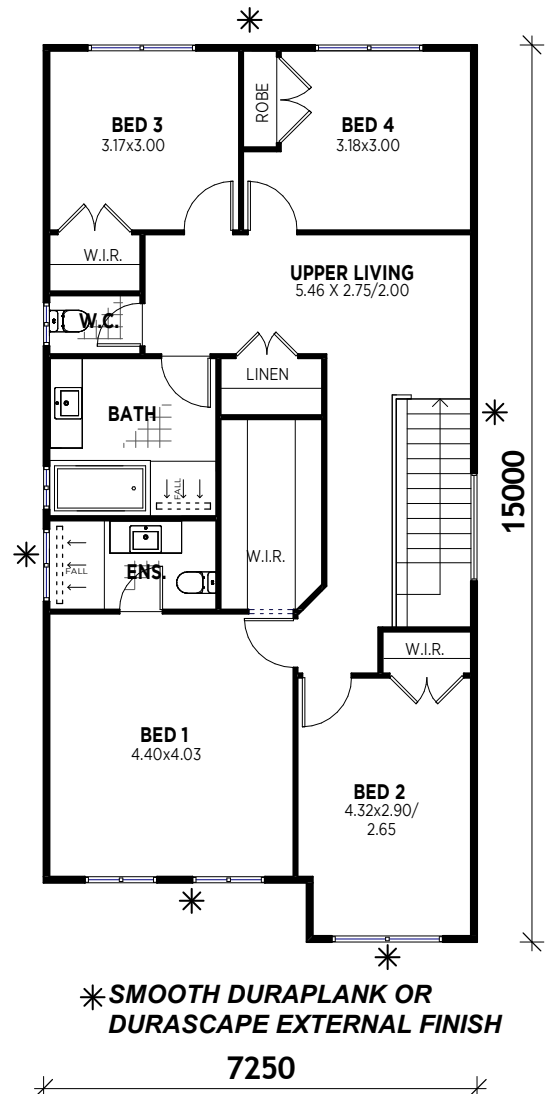 BED 3
3.17x3.00
ROBE
BED 4
3.18x3.00
W.I.R.
UPPER LIVING
5.46 X 2.75/2.00
W.C.
LINEN
BATH
FALL
15000
W.I.R.
FALL
ENS.
W.I.R.
BED 1
4.40x4.03
BED 2
4.32x2.90/
2.65
SMOOTH DURAPLANK OR
DURASCAPE EXTERNAL FINISH
7250